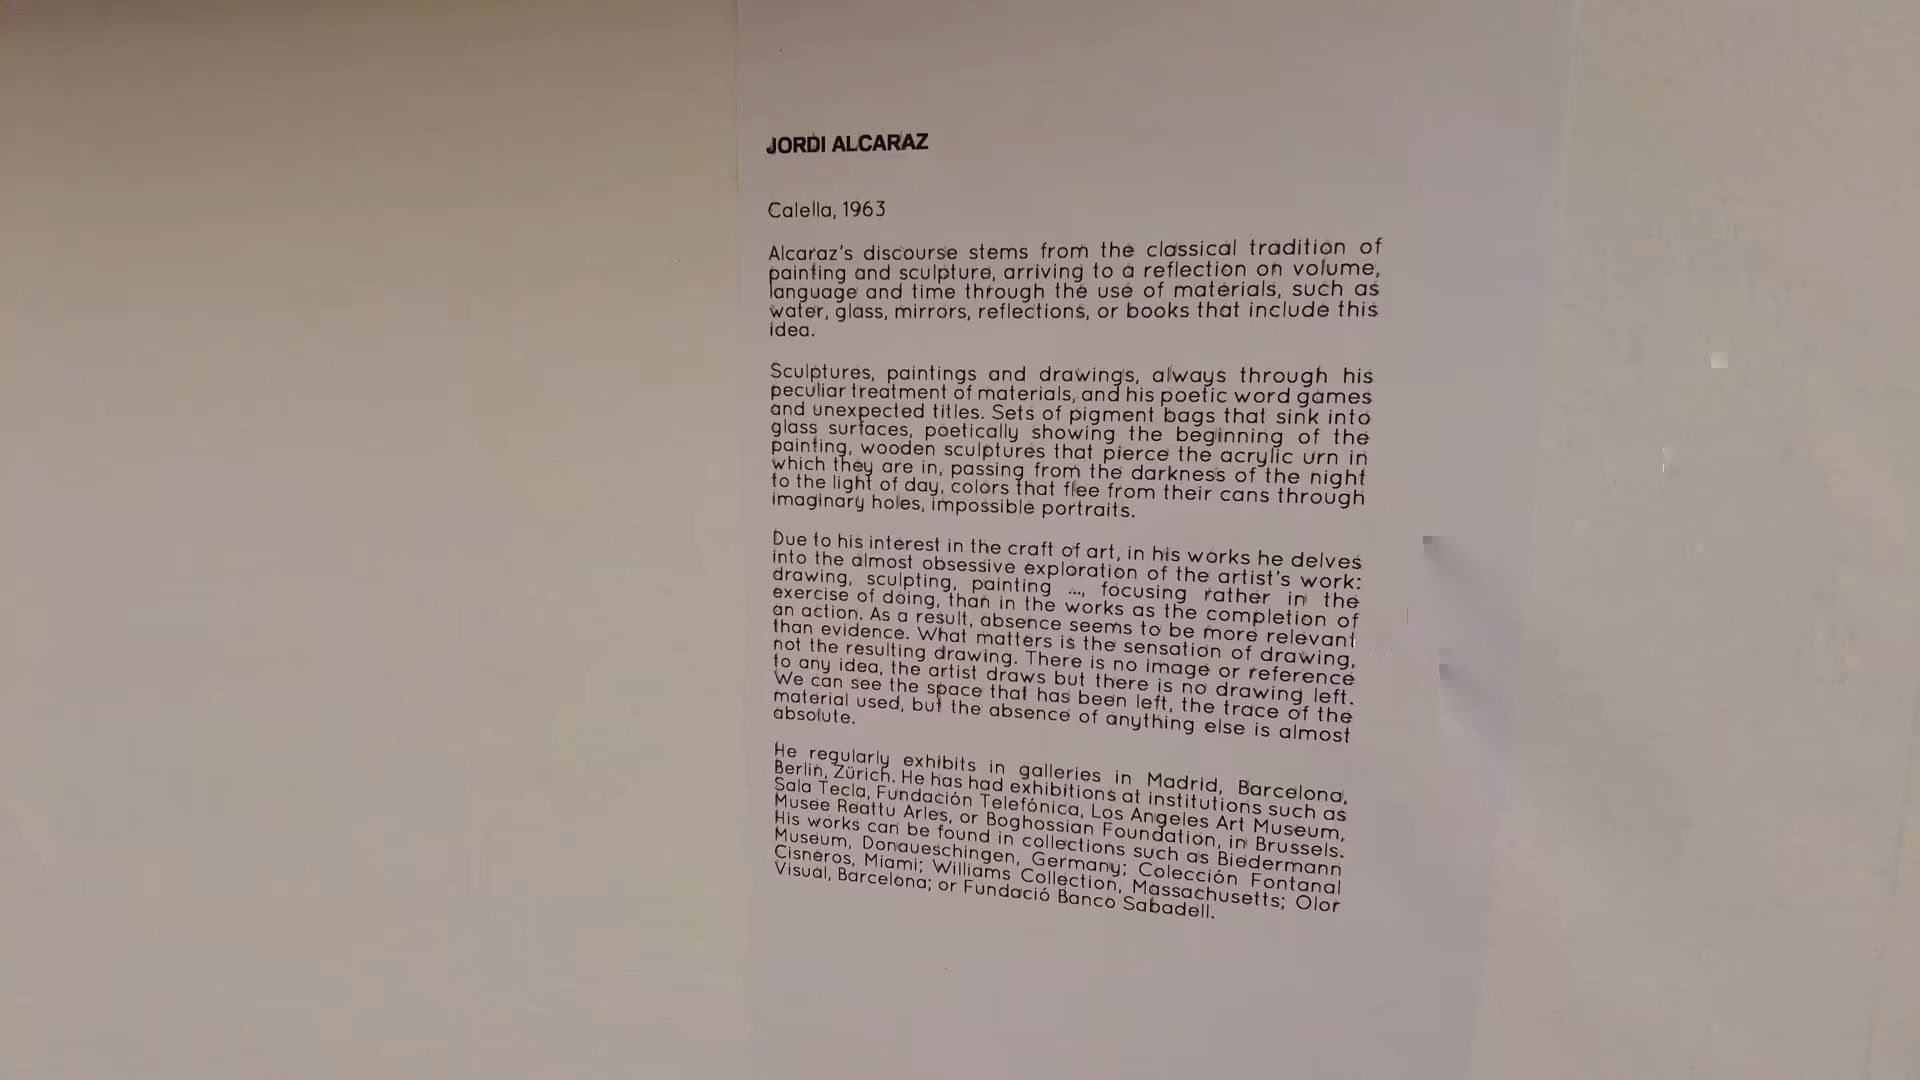 JORDI ALCARAZ
Calella, 1963
Alcaraz's discourse stems from the classical tradition of
painting and sculpture, arriving to a reflection on volume,
language and time through the use of materials, such as
water, glass, mirrors, reflections, or books that include this
idea.
Sculptures, paintings and drawings, always through his
peculiar treatment of materials, and his poetic word games
and unexpected titles. Sets of pigment bags that sink into
glass surfaces, poetically showing the beginning of the
painting, wooden sculptures that pierce the acrylic urn in
which they are in, passing from the darkness of the night
to the light of day, colors that flee from their cans through
imaginary holes, impossible portraits.
Due to his interest in the craft of art, in his works he delves
into the almost obsessive exploration of the artist's work:
drawing, sculpting, painting ..., focusing rather in the
exercise of doing, than in the works as the completion of
an action. As a result, absence seems to be more relevant
than evidence. What matters is the sensation of drawing,
not the resulting drawing. There is no image or reference
to any idea, the artist draws but there is no drawing left.
We can see the space that has been left, the trace of the
material used, but the absence of anything else is almost
absolute.
He regularly exhibits in galleries in Madrid, Barcelona,
Berlin, Zürich. He has had exhibitions at institutions such as
Sala Tecla, Fundación Telefónica, Los Angeles Art Museum,
Musee Reattu Arles, or Boghossian Foundation, in Brussels.
His works can be found in collections such as Biedermann
Museum, Donaueschingen, Germany; Colección Fontanal
Cisneros, Miami; Williams Collection, Massachusetts; Olor
Visual, Barcelona; or Fundació Banco Sabadell.